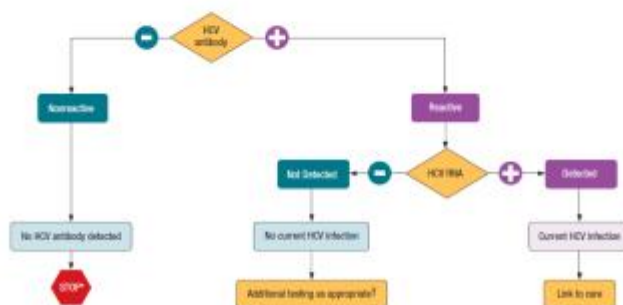 HCV
antibody
Nonreactive
Reactive
Not Detected
HCV RNA
Detected
No HCV antibody detected
No current HCV infection
Current HCV infection
STOP*
Additional testing as appropriate†
Link to care